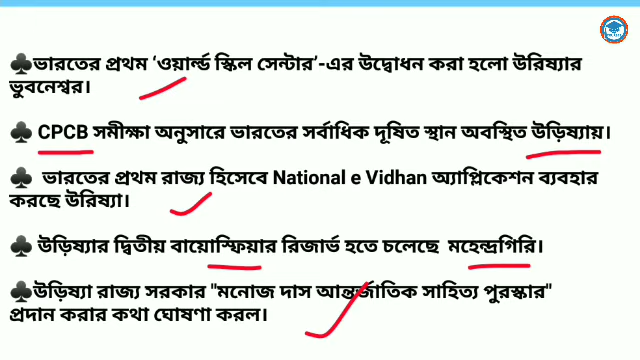 ♣ভারতের প্রথম ‘ওয়ার্ল্ড স্কিল সেন্টার’-এর উদ্বোধন করা হলো উরিষ্যার
ভুবনেশ্বর।
♣ CPCB সমীক্ষা অনুসারে ভারতের সর্বাধিক দূষিত স্থান অবস্থিত উড়িষ্যায়।
♣ ভারতের প্রথম রাজ্য হিসেবে National e Vidhan অ্যাপ্লিকেশন ব্যবহার
করছে উরিষ্যা।
♣ উড়িষ্যার দ্বিতীয় বায়োস্ফিয়ার রিজার্ভ হতে চলেছে মহেন্দ্রগিরি।
♣উড়িষ্যা রাজ্য সরকার "মনোজ দাস আন্তর্জাতিক সাহিত্য পুরস্কার"
প্রদান করার কথা ঘোষণা করল।